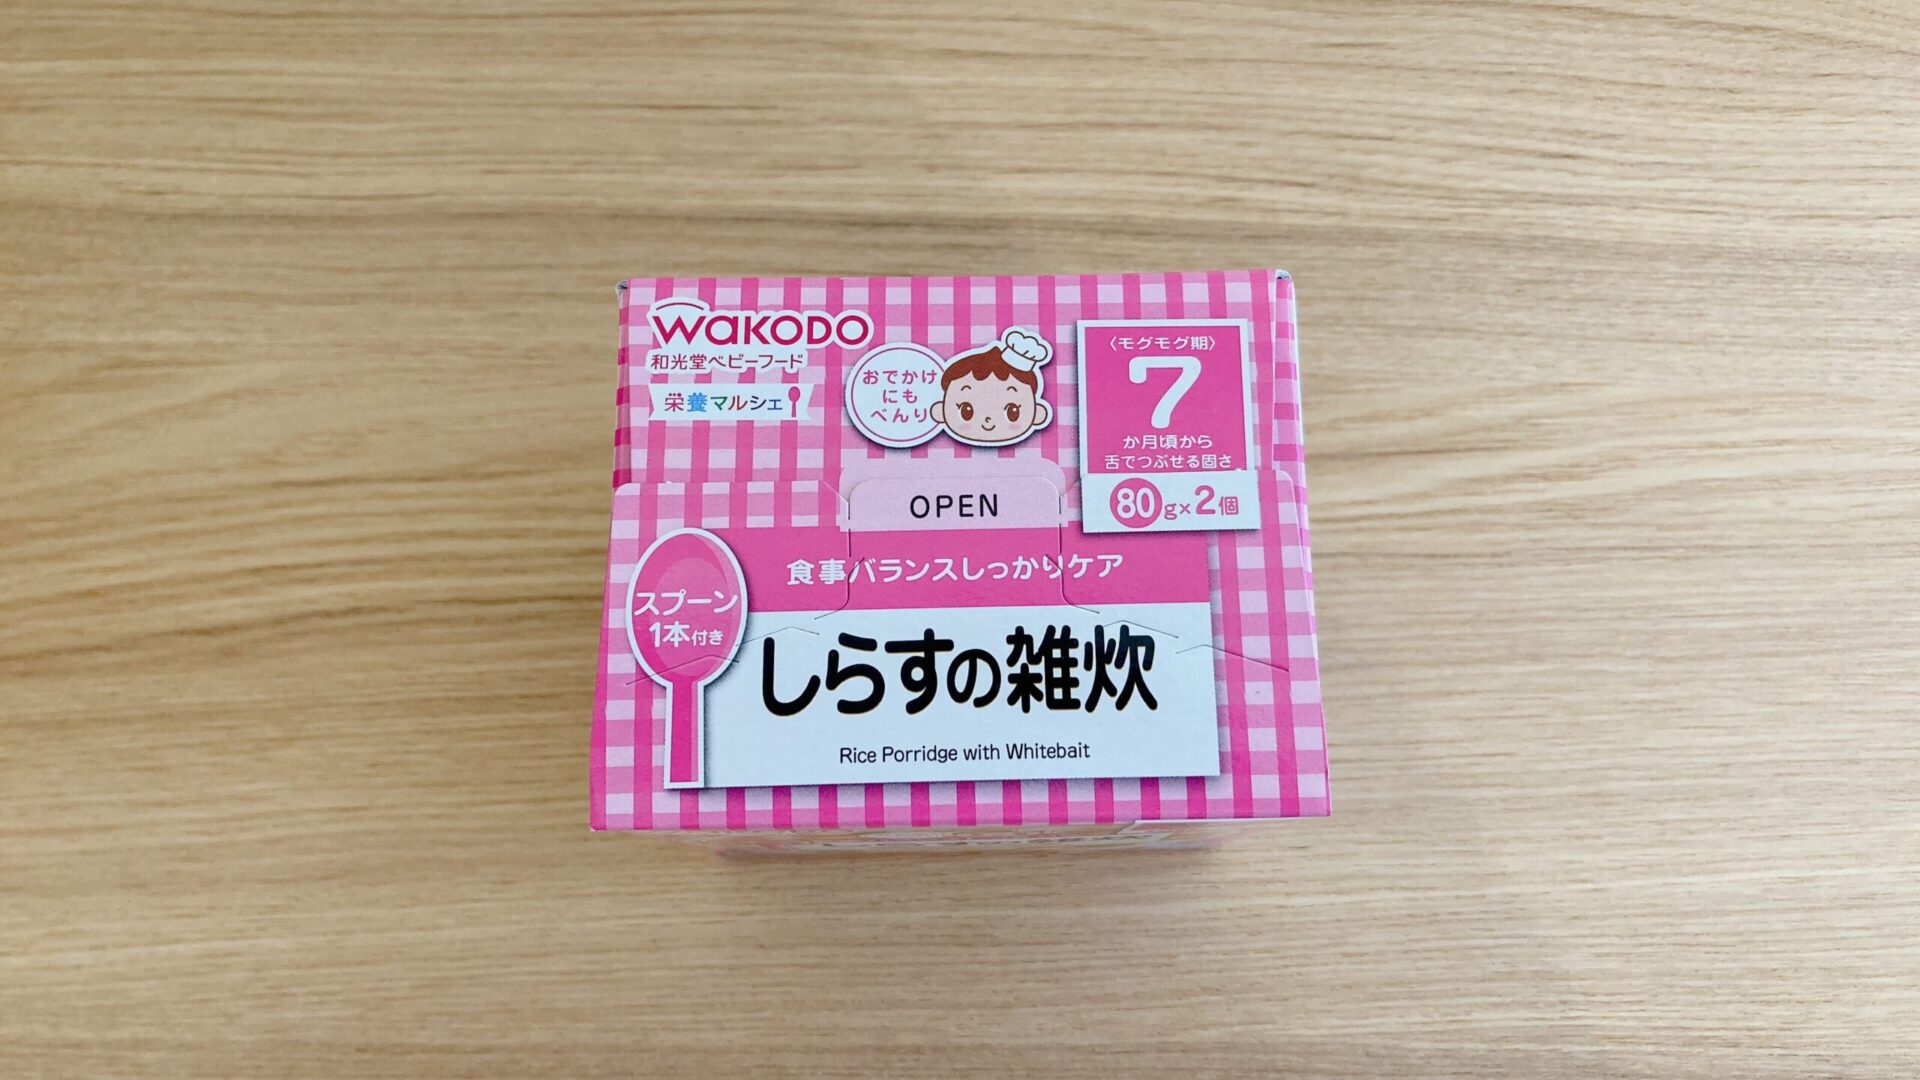 WAKODO
和光堂ベビーフード
栄養マルシェ
おでかけ
にも
べんり
〈モグモグ期〉
7
か月頃から
舌でつぶせる固さ
80g×2個
OPEN
食事バランスしっかりケア
スプーン
1本付き
しらすの雑炊
Rice Porridge with Whitebait